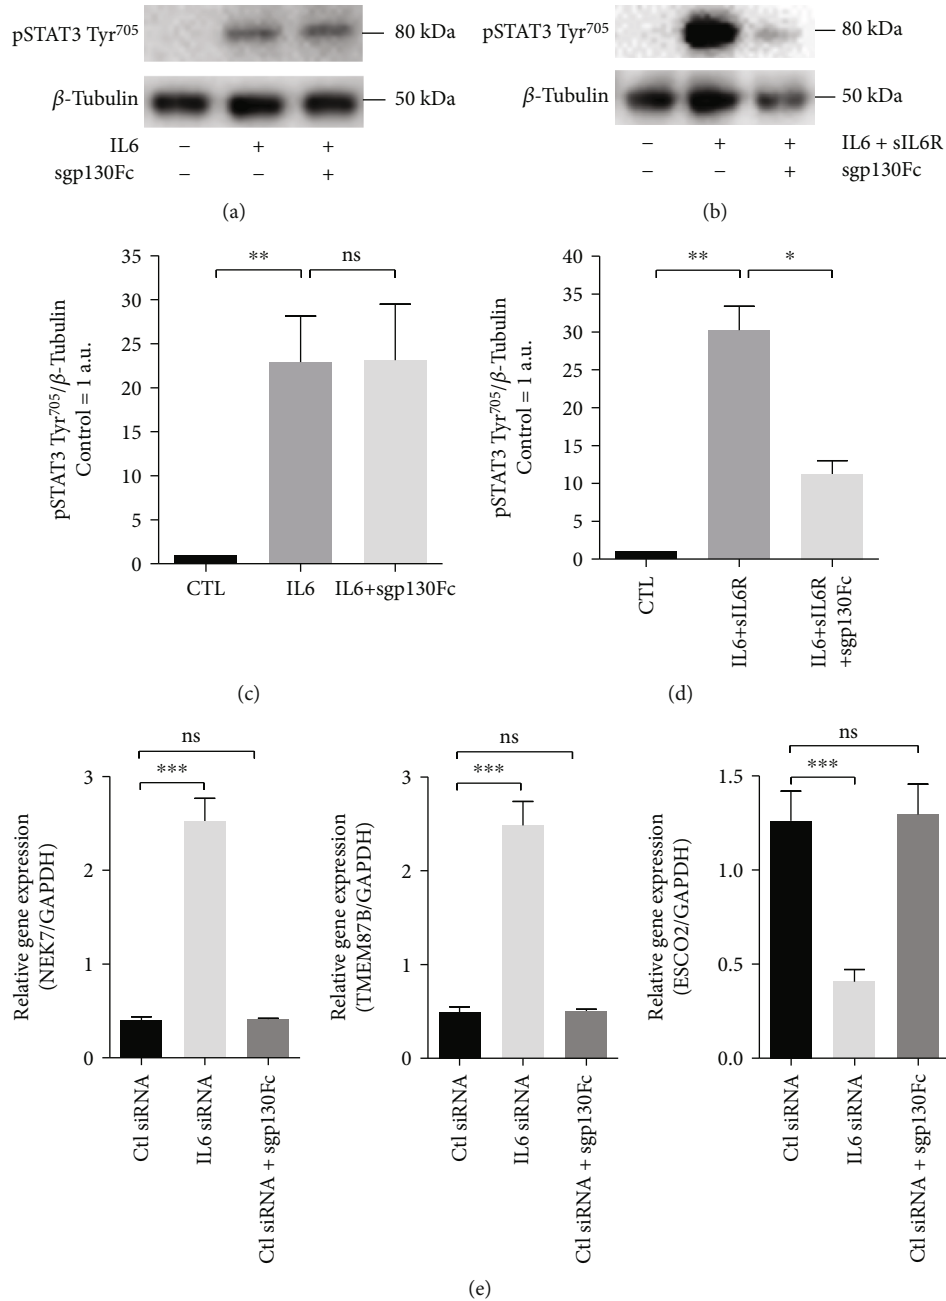 pSTAT3 Tyr705
80 kDa
β-Tubulin
50 kDa
IL6 − + +
sgp130Fc − − +
(a)
pSTAT3 Tyr705
80 kDa
β-Tubulin
50 kDa
− + + IL6 + sIL6R
− − + sgp130Fc
(b)
pSTAT3 Tyr705/β-Tubulin
Control = 1 a.u.
35
30
25
20
15
10
5
0
**
ns
CTL
IL6
IL6+sgp130Fc
(c)
pSTAT3 Tyr705/β-Tubulin
Control = 1 a.u.
40
35
30
25
20
15
10
5
0
**
*
CTL
IL6+sIL6R
IL6+sIL6R
+sgp130Fc
(d)
Relative gene expression
(NEK7/GAPDH)
3
2
1
0
ns
***
Ctl siRNA
IL6 siRNA
Ctl siRNA + sgp130Fc
Relative gene expression
(TMEM87B/GAPDH)
3
2
1
0
ns
***
Ctl siRNA
IL6 siRNA
Ctl siRNA + sgp130Fc
Relative gene expression
(ESCO2/GAPDH)
1.5
1.0
0.5
0.0
ns
***
Ctl siRNA
IL6 siRNA
Ctl siRNA + sgp130Fc
(e)